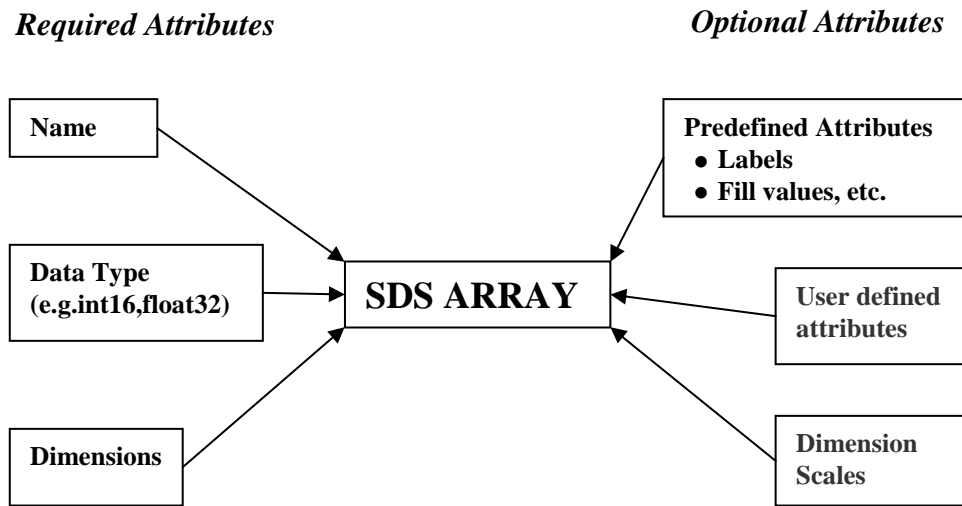 Required Attributes
Optional Attributes
Name
Predefined Attributes
● Labels
● Fill values, etc.
Data Type
(e.g.int16,float32)
SDS ARRAY
User defined
attributes
Dimensions
Dimension
Scales